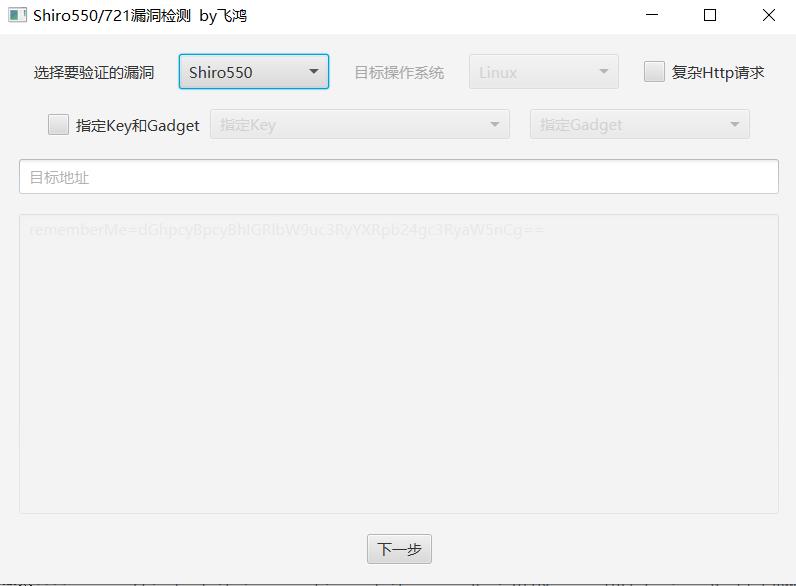 Shiro550/721漏洞检测 by飞鸿
选择要验证的漏洞 Shiro550 目标操作系统 Linux 复杂Http请求
指定Key和Gadget 指定Key 指定Gadget
目标地址
rememberMe=dGhpcyBpcyBhIGRlbW9uc3RyYXRpb24gc3RyaW5nCg==
下一步